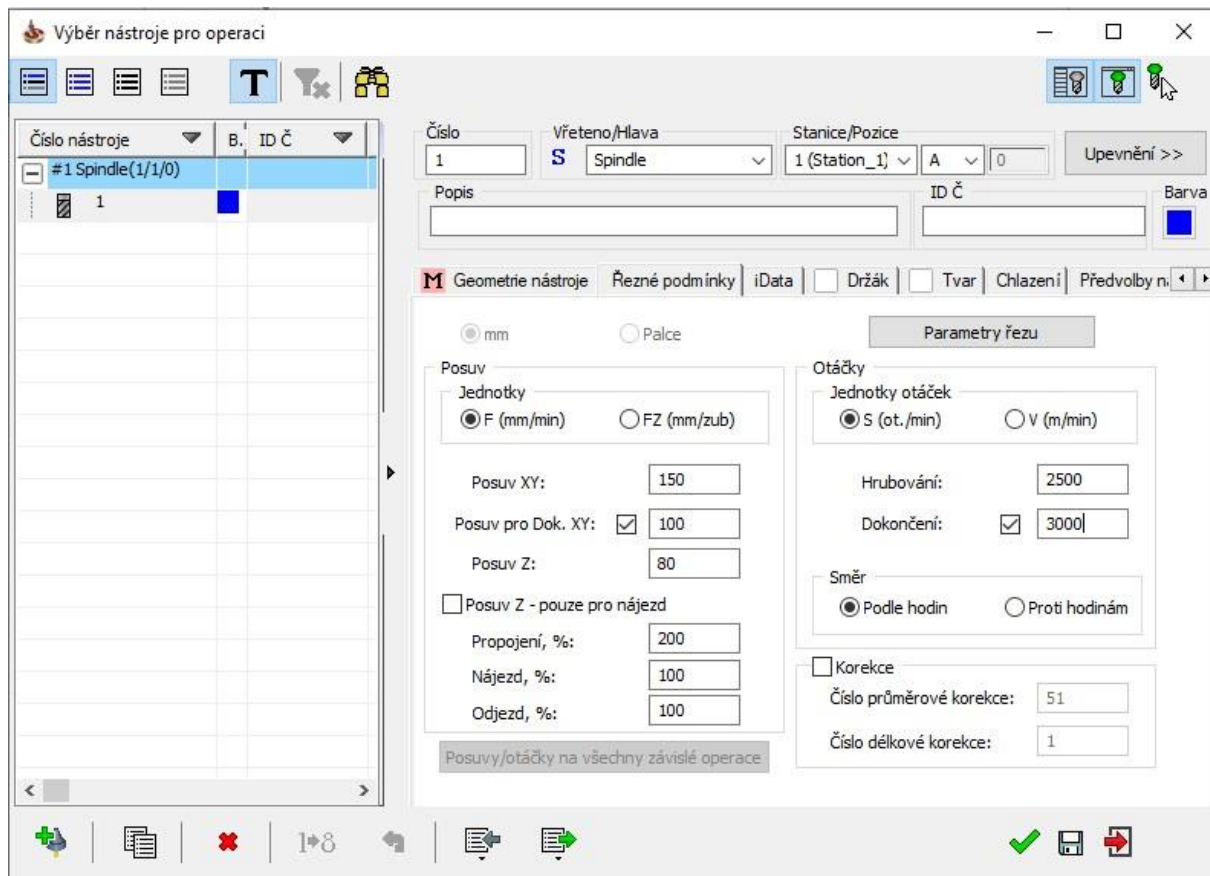 Výběr nástroje pro operaci
T
Číslo nástroje B. ID Č
#1 Spindle(1/1/0)
1
Číslo Vřeteno/Hlava Stanice/Pozice
1 S Spindle 1 (Station_1) A 0 Upevnění >>
Popis ID Č Barva
M Geometrie nástroje Řezné podmínky iData Držák Tvar Chlazení Předvolby n
mm Palce Parametry řezu
Posuv Otáčky
Jednotky Jednotky otáček
F (mm/min) FZ (mm/zub) S (ot./min) V (m/min)
Posuv XY: 150 Hrubování: 2500
Posuv pro Dok. XY: 100 Dokončení: 3000
Posuv Z: 80
Směr
Posuv Z - pouze pro nájezd Podle hodin Proti hodinám
Propojení, %: 200
Korekce
Nájezd, %: 100 Číslo průměrové korekce: 51
Odjezd, %: 100
Číslo délkové korekce: 1
Posuvy/otáčky na všechny závislé operace
1➔8